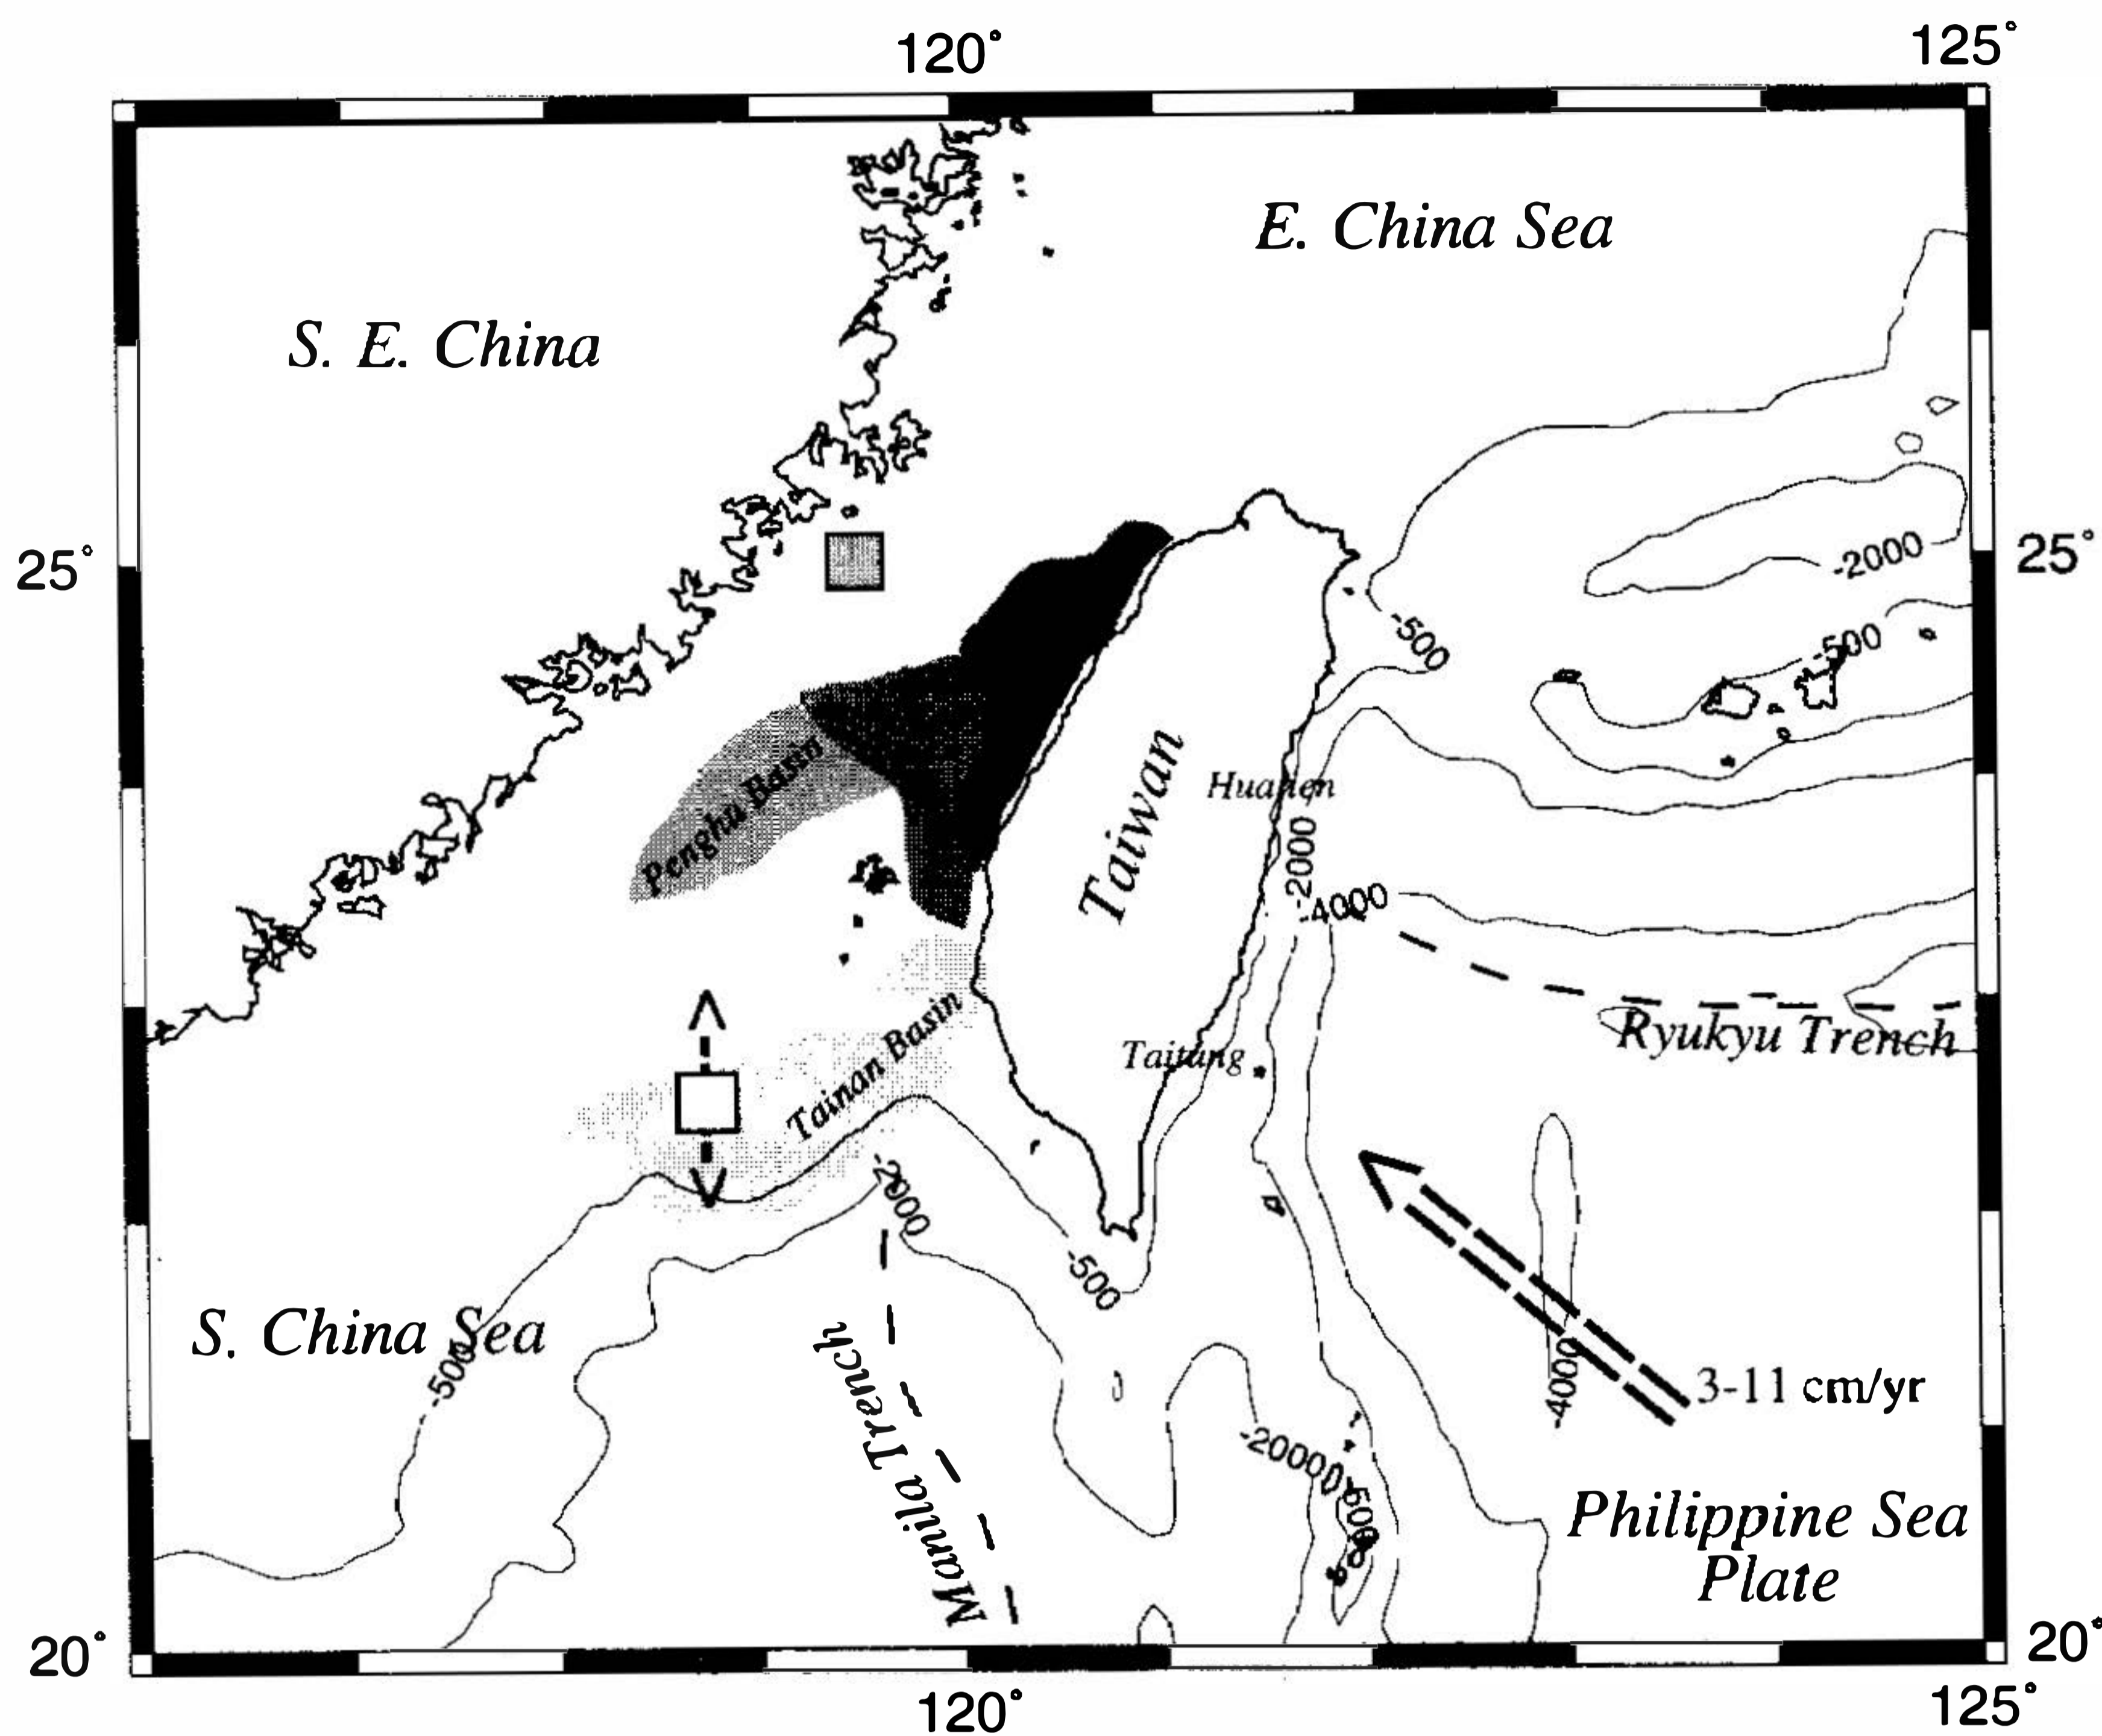 120°
125°
E. China Sea
S. E. China
25°
25°
-2000
-500
-500
Penghu Basin
Taiwan
Hualien
-2000
-4000
Tainan Basin
Ryukyu Trench
Taitung
-2000
-500
S. China Sea
-500
Manila Trench
-4000
3-11 cm/yr
-2000
-500
Philippine Sea
Plate
20°
20°
120°
125°